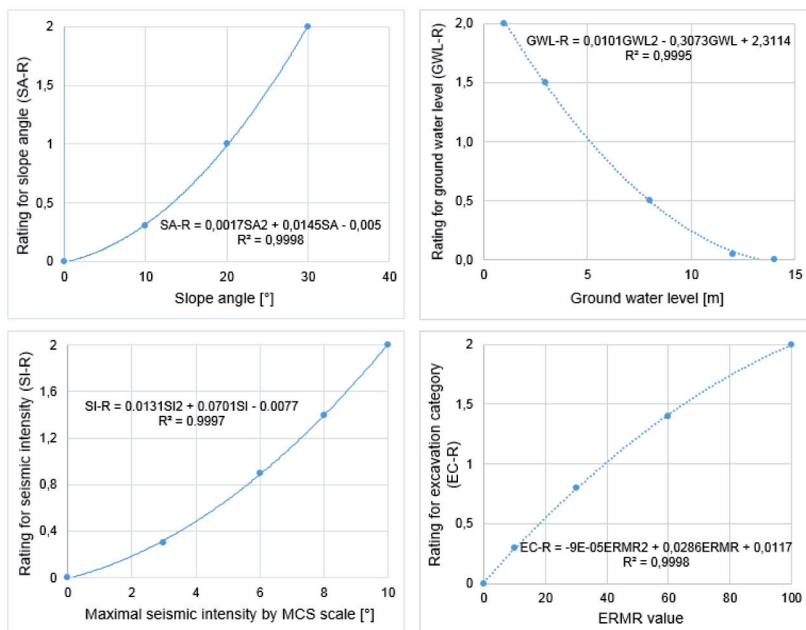 Rating for slope angle (SA-R)
2
1,5
1
0,5
0
SA-R = 0,0017SA2 + 0,0145SA - 0,005
R² = 0,9998
0 10 20 30 40
Slope angle [°]
Rating for ground water level (GWL-R)
2,0
1,5
1,0
0,5
0,0
GWL-R = 0,0101GWL2 - 0,3073GWL + 2,3114
R² = 0,9995
0 5 10 15
Ground water level [m]
Rating for seismic intensity (SI-R)
2
1,6
1,2
0,8
0,4
0
SI-R = 0.0131SI2 + 0.0701SI - 0.0077
R² = 0.9997
0 2 4 6 8 10
Maximal seismic intensity by MCS scale [°]
Rating for excavation category
(EC-R)
2
1,5
1
0,5
0
EC-R = -9E-05ERMR2 + 0,0286ERMR + 0,0117
R² = 0,9998
0 20 40 60 80 100
ERMR value